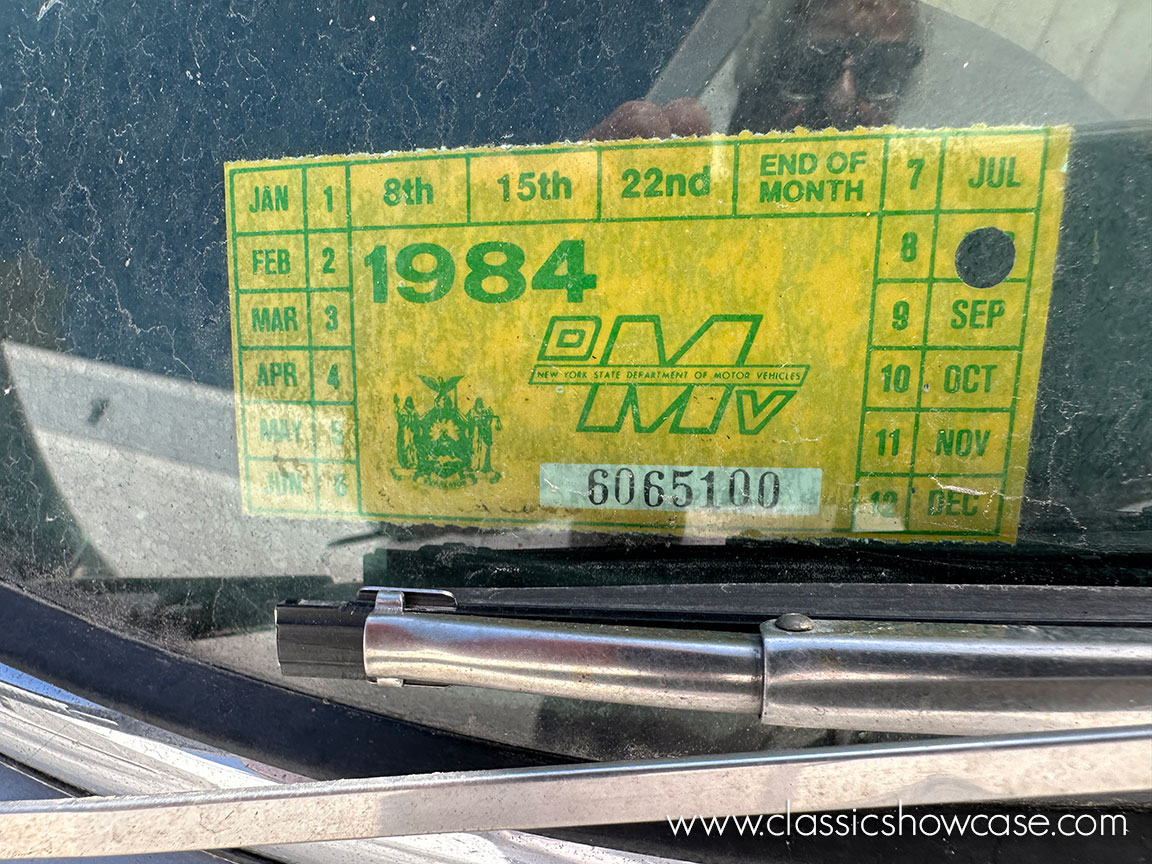 JAN 1 8th 15th 22nd END OF MONTH 7 JUL
FEB 2 1984 8
MAR 3 9 SEP
DMV
NEW YORK STATE DEPARTMENT OF MOTOR VEHICLES
APR 4 10 OCT
MAY 5 11 NOV
JUN 6 6065100 12 DEC
www.classicshowcase.com